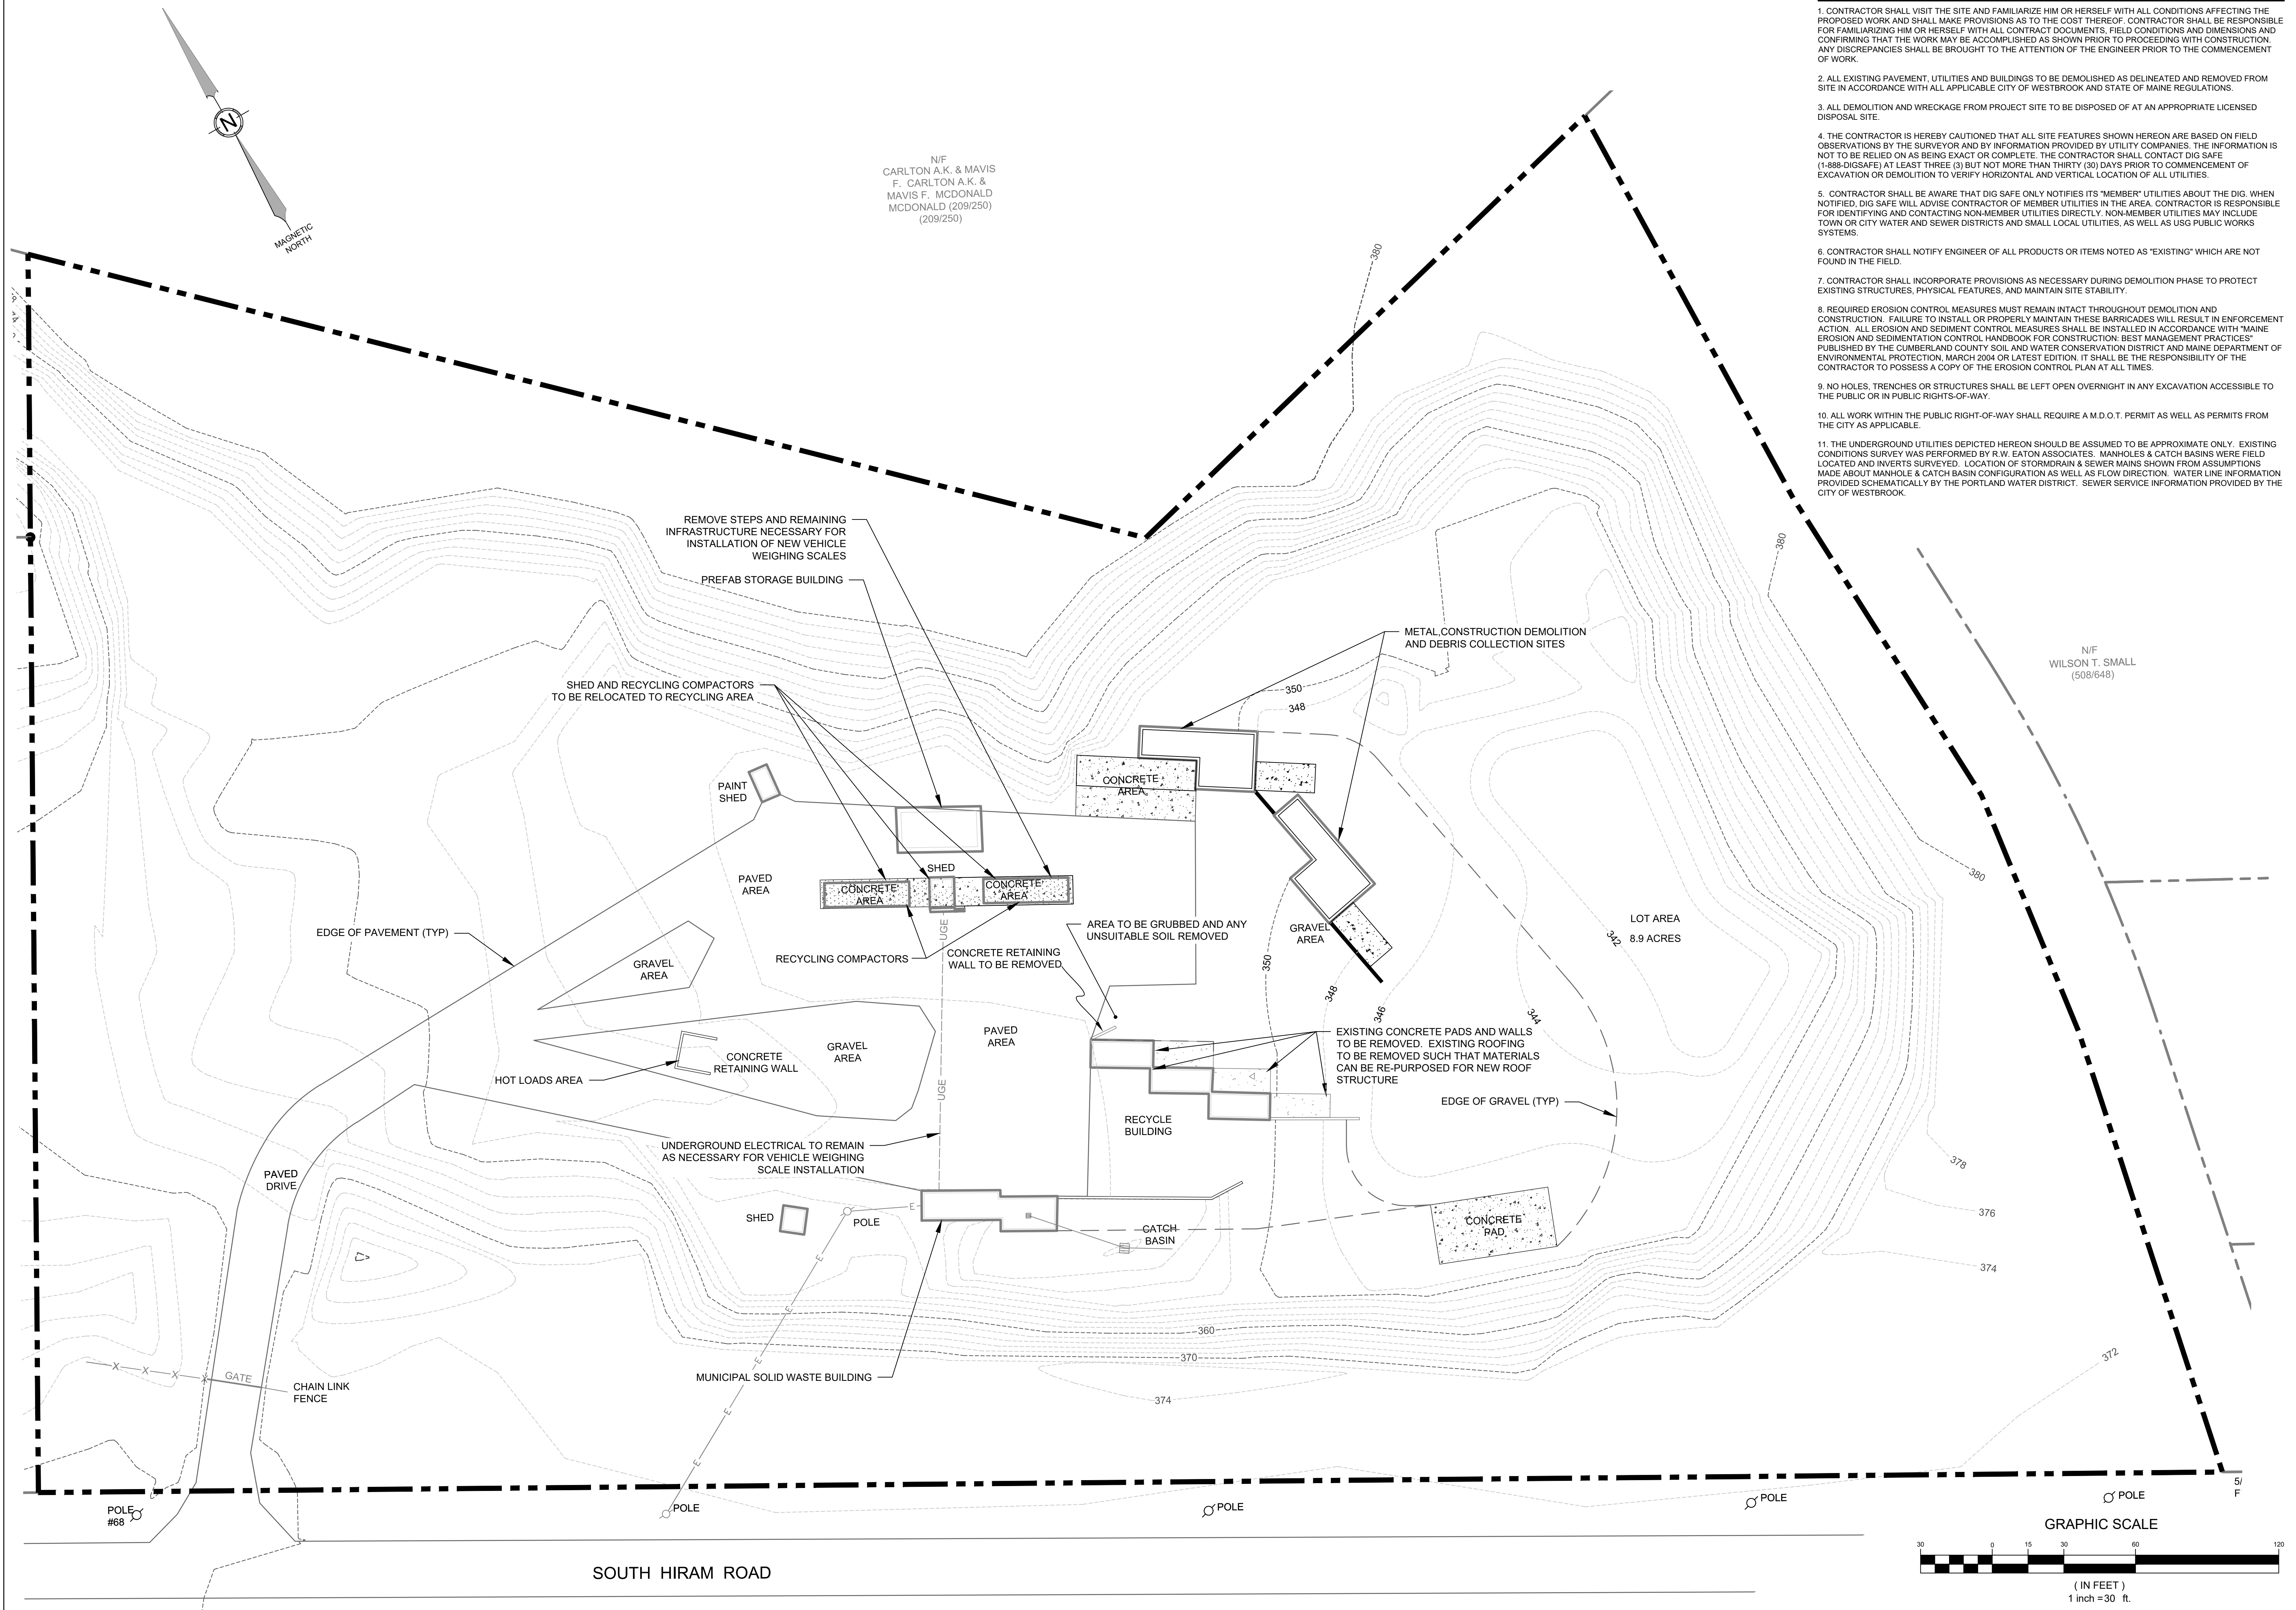 1. CONTRACTOR SHALL VISIT THE SITE AND FAMILIARIZE HIM OR HERSELF WITH ALL CONDITIONS AFFECTING THE
PROPOSED WORK AND SHALL MAKE PROVISIONS AS TO THE COST THEREOF. CONTRACTOR SHALL BE RESPONSIBLE
FOR FAMILIARIZING HIM OR HERSELF WITH ALL CONTRACT DOCUMENTS, FIELD CONDITIONS AND DIMENSIONS AND
CONFIRMING THAT THE WORK MAY BE ACCOMPLISHED AS SHOWN PRIOR TO PROCEEDING WITH CONSTRUCTION.
ANY DISCREPANCIES SHALL BE BROUGHT TO THE ATTENTION OF THE ENGINEER PRIOR TO THE COMMENCEMENT
OF WORK.
2. ALL EXISTING PAVEMENT, UTILITIES AND BUILDINGS TO BE DEMOLISHED AS DELINEATED AND REMOVED FROM
SITE IN ACCORDANCE WITH ALL APPLICABLE CITY OF WESTBROOK AND STATE OF MAINE REGULATIONS.
3. ALL DEMOLITION AND WRECKAGE FROM PROJECT SITE TO BE DISPOSED OF AT AN APPROPRIATE LICENSED
DISPOSAL SITE.
4. THE CONTRACTOR IS HEREBY CAUTIONED THAT ALL SITE FEATURES SHOWN HEREON ARE BASED ON FIELD
OBSERVATIONS BY THE SURVEYOR AND BY INFORMATION PROVIDED BY UTILITY COMPANIES. THE INFORMATION IS
NOT TO BE RELIED ON AS BEING EXACT OR COMPLETE. THE CONTRACTOR SHALL CONTACT DIG SAFE
(1-888-DIGSAFE) AT LEAST THREE (3) BUT NOT MORE THAN THIRTY (30) DAYS PRIOR TO COMMENCEMENT OF
EXCAVATION OR DEMOLITION TO VERIFY HORIZONTAL AND VERTICAL LOCATION OF ALL UTILITIES.
5. CONTRACTOR SHALL BE AWARE THAT DIG SAFE ONLY NOTIFIES ITS "MEMBER" UTILITIES ABOUT THE DIG. WHEN
NOTIFIED, DIG SAFE WILL ADVISE CONTRACTOR OF MEMBER UTILITIES IN THE AREA. CONTRACTOR IS RESPONSIBLE
FOR IDENTIFYING AND CONTACTING NON-MEMBER UTILITIES DIRECTLY. NON-MEMBER UTILITIES MAY INCLUDE
TOWN OR CITY WATER AND SEWER DISTRICTS AND SMALL LOCAL UTILITIES, AS WELL AS USG PUBLIC WORKS
SYSTEMS.
6. CONTRACTOR SHALL NOTIFY ENGINEER OF ALL PRODUCTS OR ITEMS NOTED AS "EXISTING" WHICH ARE NOT
FOUND IN THE FIELD.
7. CONTRACTOR SHALL INCORPORATE PROVISIONS AS NECESSARY DURING DEMOLITION PHASE TO PROTECT
EXISTING STRUCTURES, PHYSICAL FEATURES, AND MAINTAIN SITE STABILITY.
8. REQUIRED EROSION CONTROL MEASURES MUST REMAIN INTACT THROUGHOUT DEMOLITION AND
CONSTRUCTION. FAILURE TO INSTALL OR PROPERLY MAINTAIN THESE BARRICADES WILL RESULT IN ENFORCEMENT
ACTION. ALL EROSION AND SEDIMENT CONTROL MEASURES SHALL BE INSTALLED IN ACCORDANCE WITH "MAINE
EROSION AND SEDIMENTATION CONTROL HANDBOOK FOR CONSTRUCTION: BEST MANAGEMENT PRACTICES"
PUBLISHED BY THE CUMBERLAND COUNTY SOIL AND WATER CONSERVATION DISTRICT AND MAINE DEPARTMENT OF
ENVIRONMENTAL PROTECTION, MARCH 2004 OR LATEST EDITION. IT SHALL BE THE RESPONSIBILITY OF THE
CONTRACTOR TO POSSESS A COPY OF THE EROSION CONTROL PLAN AT ALL TIMES.
9. NO HOLES, TRENCHES OR STRUCTURES SHALL BE LEFT OPEN OVERNIGHT IN ANY EXCAVATION ACCESSIBLE TO
THE PUBLIC OR IN PUBLIC RIGHTS-OF-WAY.
10. ALL WORK WITHIN THE PUBLIC RIGHT-OF-WAY SHALL REQUIRE A M.D.O.T. PERMIT AS WELL AS PERMITS FROM
THE CITY AS APPLICABLE.
11. THE UNDERGROUND UTILITIES DEPICTED HEREON SHOULD BE ASSUMED TO BE APPROXIMATE ONLY. EXISTING
CONDITIONS SURVEY WAS PERFORMED BY R.W. EATON ASSOCIATES. MANHOLES & CATCH BASINS WERE FIELD
LOCATED AND INVERTS SURVEYED. LOCATION OF STORMDRAIN & SEWER MAINS SHOWN FROM ASSUMPTIONS
MADE ABOUT MANHOLE & CATCH BASIN CONFIGURATION AS WELL AS FLOW DIRECTION. WATER LINE INFORMATION
PROVIDED SCHEMATICALLY BY THE PORTLAND WATER DISTRICT. SEWER SERVICE INFORMATION PROVIDED BY THE
CITY OF WESTBROOK.
N
MAGNETIC
NORTH
N/F
CARLTON A.K. & MAVIS
F. CARLTON A.K. &
MAVIS F. MCDONALD
MCDONALD (209/250)
(209/250)
380
REMOVE STEPS AND REMAINING
INFRASTRUCTURE NECESSARY FOR
INSTALLATION OF NEW VEHICLE
WEIGHING SCALES
PREFAB STORAGE BUILDING
380
METAL,CONSTRUCTION DEMOLITION
AND DEBRIS COLLECTION SITES
N/F
WILSON T. SMALL
(508/648)
SHED AND RECYCLING COMPACTORS
TO BE RELOCATED TO RECYCLING AREA
350
348
PAINT
SHED
CONCRETE
AREA
PAVED
AREA
SHED
CONCRETE
AREA
CONCRETE
AREA
380
EDGE OF PAVEMENT (TYP)
UGE
AREA TO BE GRUBBED AND ANY
UNSUITABLE SOIL REMOVED
GRAVEL
AREA
LOT AREA
8.9 ACRES
342
GRAVEL
AREA
RECYCLING COMPACTORS
CONCRETE RETAINING
WALL TO BE REMOVED
350
348
346
344
PAVED
AREA
EXISTING CONCRETE PADS AND WALLS
TO BE REMOVED. EXISTING ROOFING
TO BE REMOVED SUCH THAT MATERIALS
CAN BE RE-PURPOSED FOR NEW ROOF
STRUCTURE
GRAVEL
AREA
CONCRETE
RETAINING WALL
HOT LOADS AREA
UGE
EDGE OF GRAVEL (TYP)
RECYCLE
BUILDING
UNDERGROUND ELECTRICAL TO REMAIN
AS NECESSARY FOR VEHICLE WEIGHING
SCALE INSTALLATION
378
PAVED
DRIVE
SHED
POLE
E
CATCH
BASIN
CONCRETE
PAD
376
E
374
E
360
370
372
E
X X X X
GATE
CHAIN LINK
FENCE
MUNICIPAL SOLID WASTE BUILDING
374
E
E
POLE
#68
POLE
POLE
POLE
POLE
5/
F
SOUTH HIRAM ROAD
GRAPHIC SCALE
30 0 15 30 60 120
( IN FEET )
1 inch = 30 ft.